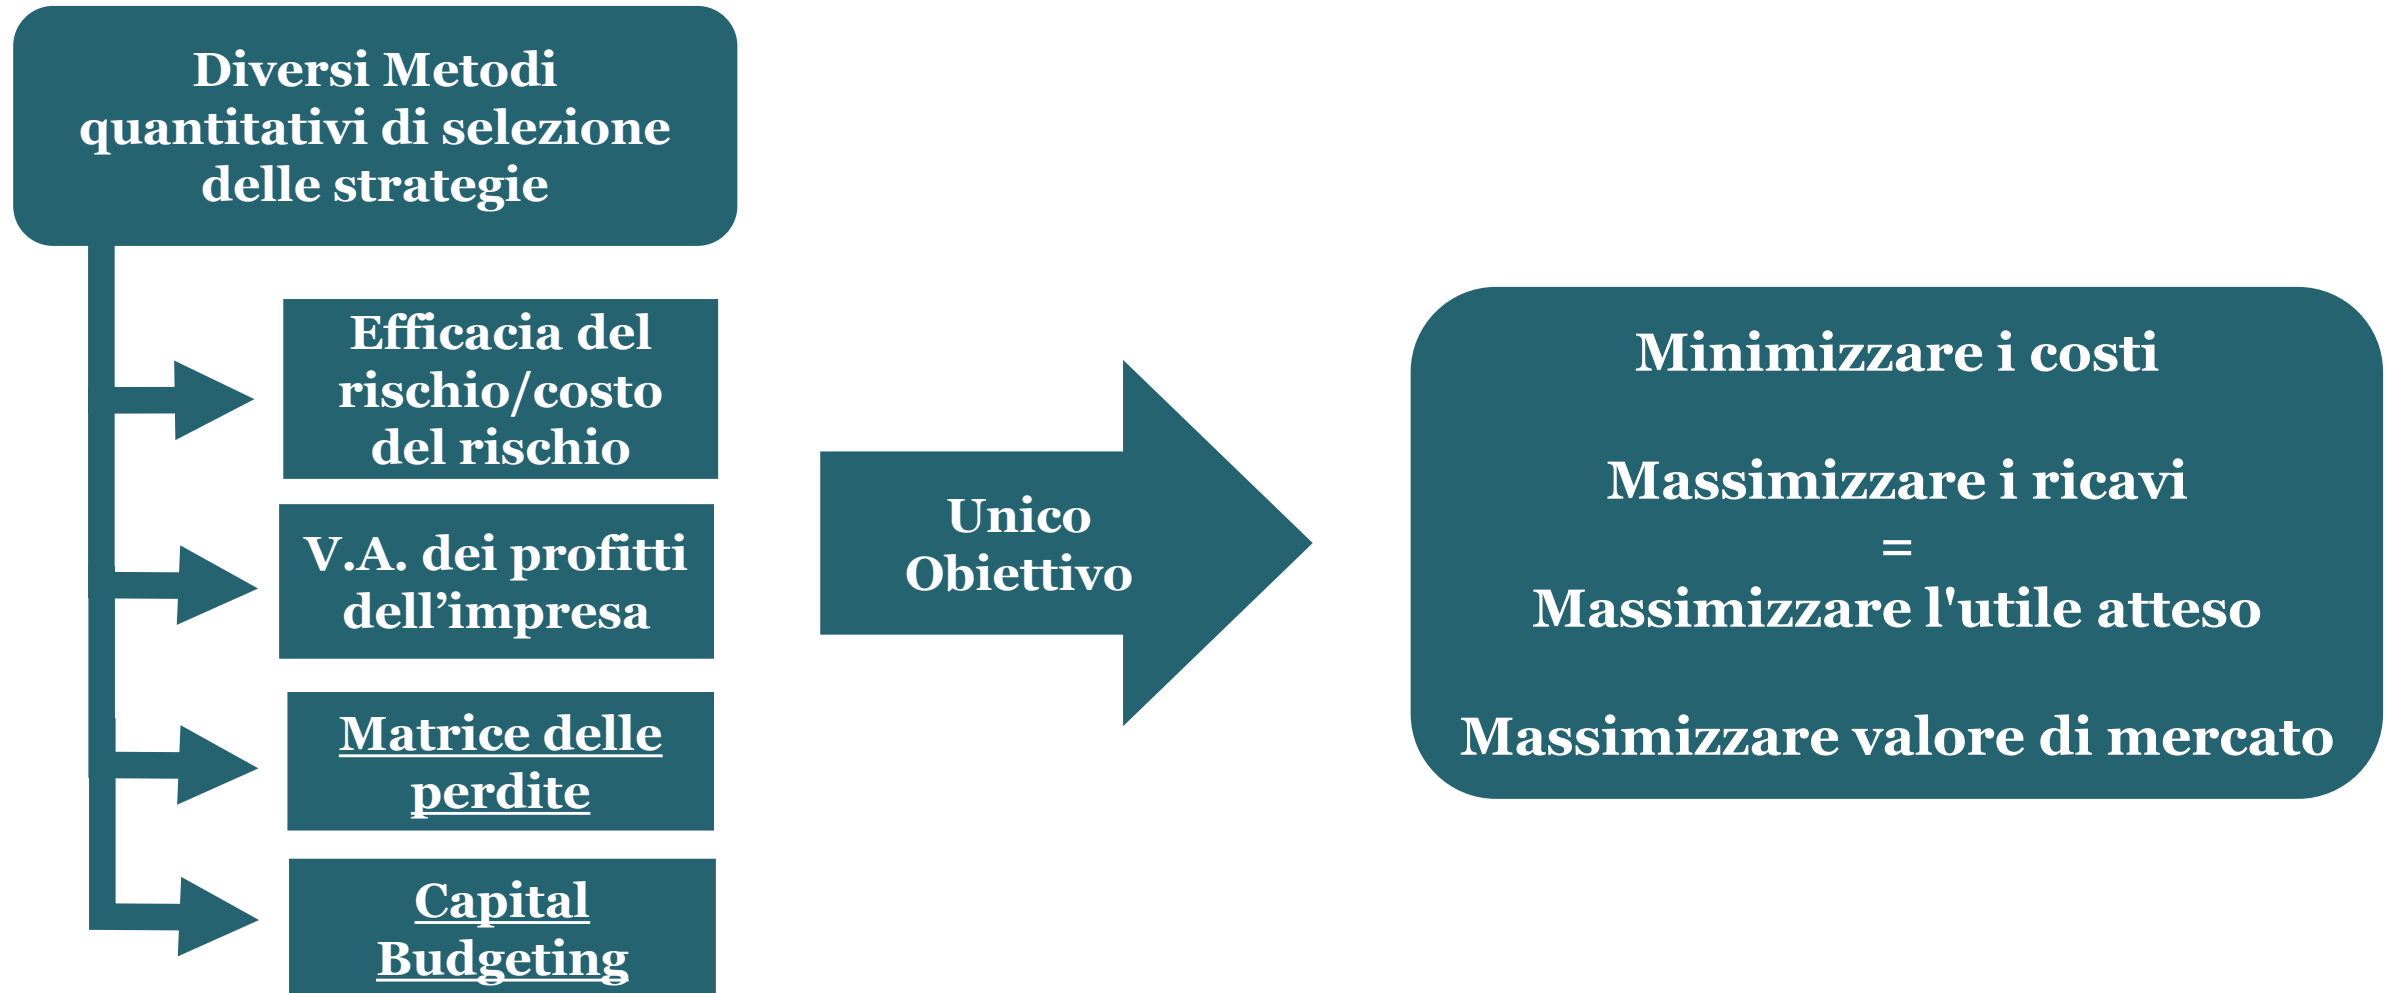 Diversi Metodi
quantitativi di selezione
delle strategie
Efficacia del
rischio/costo
del rischio
V.A. dei profitti
dell’impresa
Matrice delle
perdite
Capital
Budgeting
Unico
Obiettivo
Minimizzare i costi
Massimizzare i ricavi
=
Massimizzare l'utile atteso
Massimizzare valore di mercato